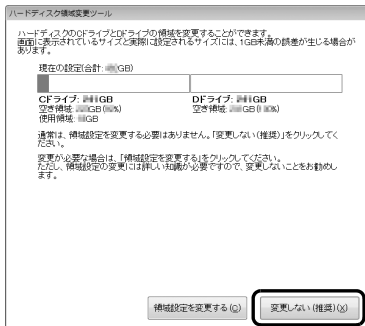 ハードディスク領域変更ツール
ハードディスクのCドライブとDドライブの領域を変更することができます。
画面に表示されているサイズと実際に設定されるサイズには、1GB未満の誤差が生じる場合が
あります。
現在の設定(合計: GB)
Cドライブ: GB
空き領域: GB( %)
使用領域: GB
Dドライブ: GB
空き領域: GB( %)
通常は、領域設定を変更する必要はありません。「変更しない(推奨)」をクリックしてく
ださい。
変更が必要な場合は、「領域設定を変更する」をクリックしてください。
ただし、領域設定の変更には詳しい知識が必要ですので、変更しないことをお勧めし
ます。
領域設定を変更する(C)
変更しない(推奨)(X)